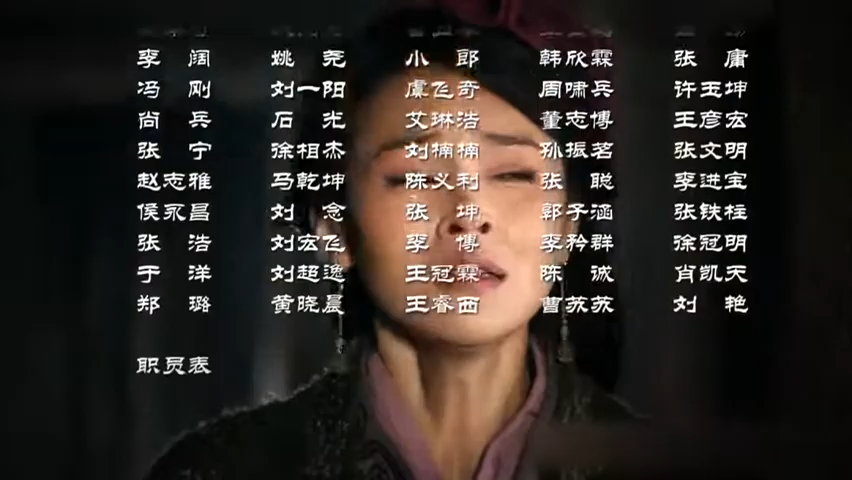 李阔 姚尧 小郎 韩欣霖 张庸
冯刚 刘一阳 虞飞奇 周啸兵 许玉坤
尚兵 石光 艾琳浩 董志博 王彦宏
张宁 徐相杰 刘楠楠 孙振茗 张文明
赵志雅 马乾坤 陈义利 张聪 李进宝
侯永昌 刘念 张坤 郭子涵 张铁柱
张浩 刘宏飞 李博 李矜群 徐冠明
于洋 刘超逸 王冠霖 陈诚 肖凯天
郑璐 黄晓晨 王睿西 曹苏苏 刘艳
职员表